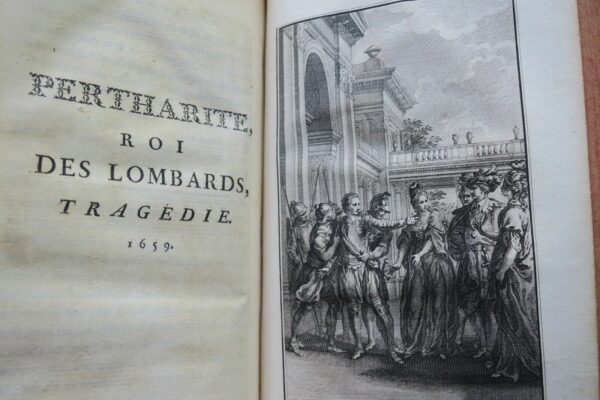 PERTHARITE,
ROI
DES LOMBARDS,
TRAGÉDIE.
1659.